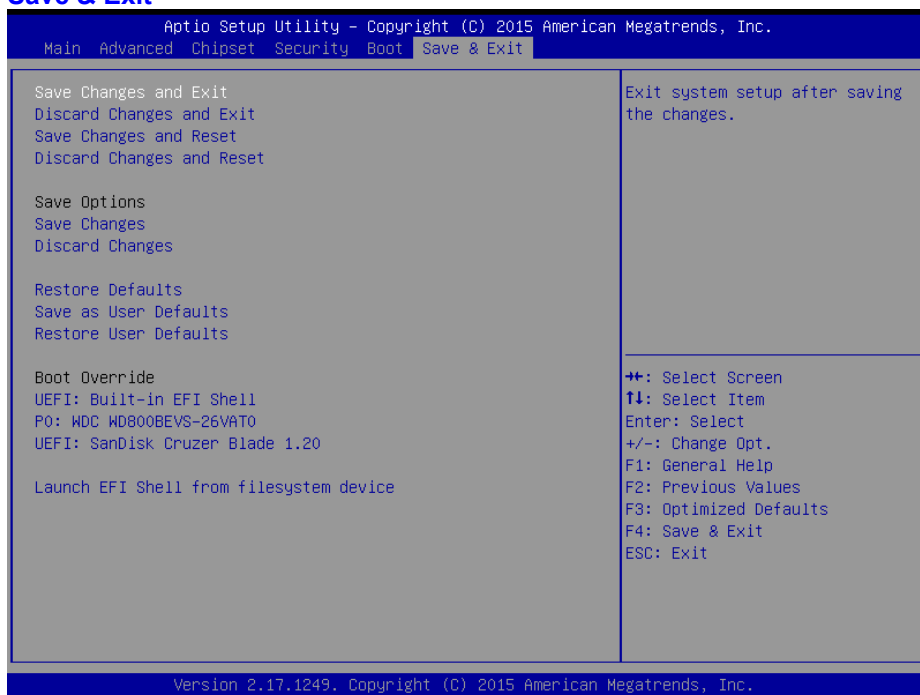 Save & Exit
Aptio Setup Utility – Copyright (C) 2015 American Megatrends, Inc.
Main Advanced Chipset Security Boot Save & Exit
Save Changes and Exit
Discard Changes and Exit
Save Changes and Reset
Discard Changes and Reset
Save Options
Save Changes
Discard Changes
Restore Defaults
Save as User Defaults
Restore User Defaults
Boot Override
UEFI: Built-in EFI Shell
P0: WDC WD800BEVS-26VAT0
UEFI: SanDisk Cruzer Blade 1.20
Launch EFI Shell from filesystem device
Exit system setup after saving
the changes.
→←: Select Screen
↑↓: Select Item
Enter: Select
+/-: Change Opt.
F1: General Help
F2: Previous Values
F3: Optimized Defaults
F4: Save & Exit
ESC: Exit
Version 2.17.1249. Copyright (C) 2015 American Megatrends, Inc.